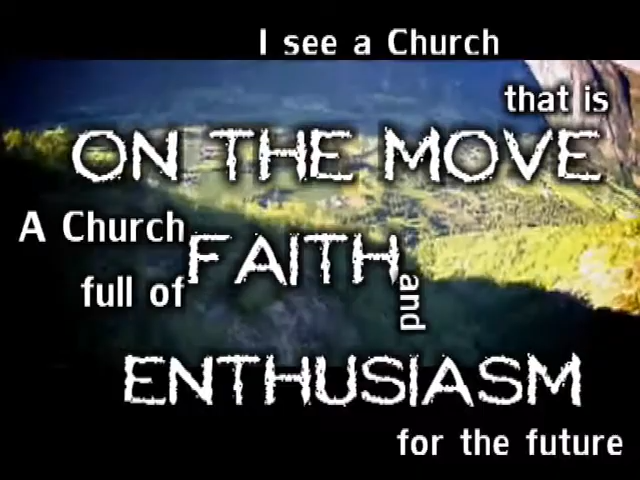 I see a Church
that is
ON THE MOVE
A Church
full of
FAITH
and
ENTHUSIASM
for the future